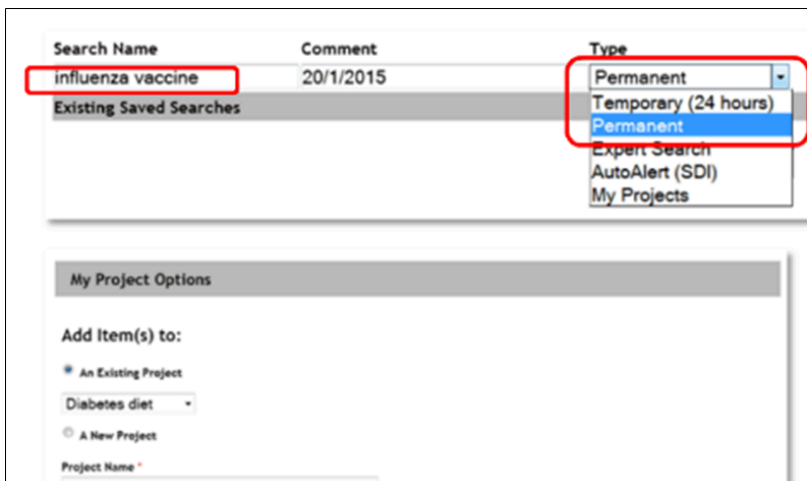 Search Name Comment Type
influenza vaccine 20/1/2015 Permanent
Existing Saved Searches Temporary (24 hours)
Permanent
Expert Search
AutoAlert (SDI)
My Projects
My Project Options
Add Item(s) to:
An Existing Project
Diabetes diet
A New Project
Project Name *